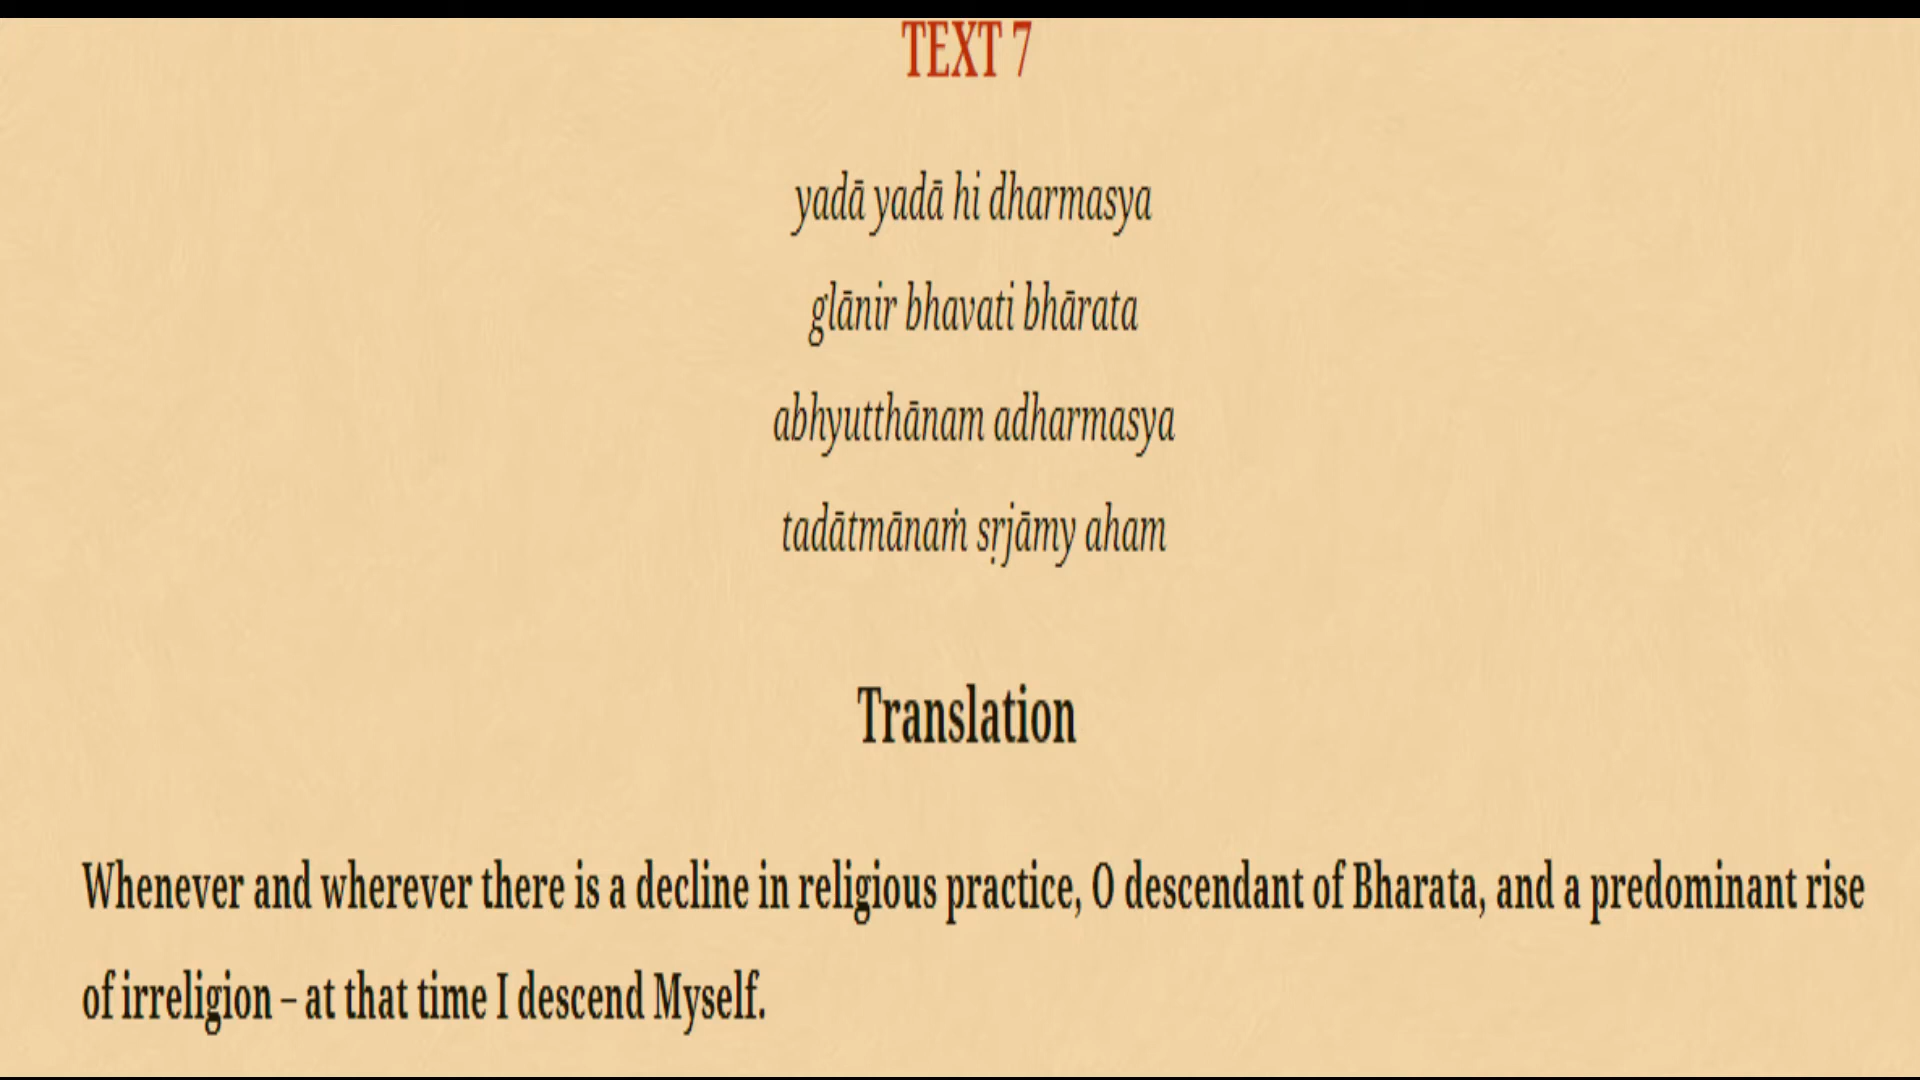 TEXT 7
yadā yadā hi dharmasya
glānir bhavati bhārata
abhyutthānam adharmasya
tadātmānaṁ sṛjāmy aham
Translation
Whenever and wherever there is a decline in religious practice, O descendant of Bharata, and a predominant rise
of irreligion – at that time I descend Myself.